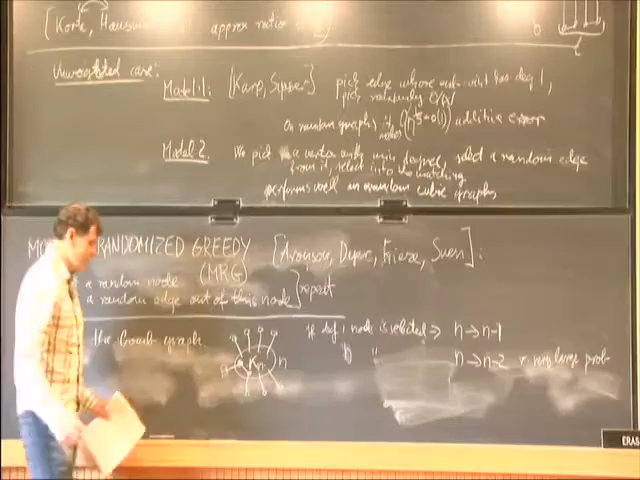 [Korte, Hausm approx ratio
Unweighted case:
Model 1: [Karp, Sipser] pick edge whose end-point has deg 1,
pick randomly o/w
On random graphs it makes additive error
Model 2: We pick a vertex with min degree, select a random edge
from it, select into the matching
performs well on random cubic graphs
RANDOMIZED GREEDY [Aronson, Dyer, Frieze, Suen]:
(MRG)
a random node
a random edge out of this node] repeat
the bomb graph
K n
n
If deg 1 node is selected ⇒ n → n-1
n → n-2 w. very large prob
ERAS